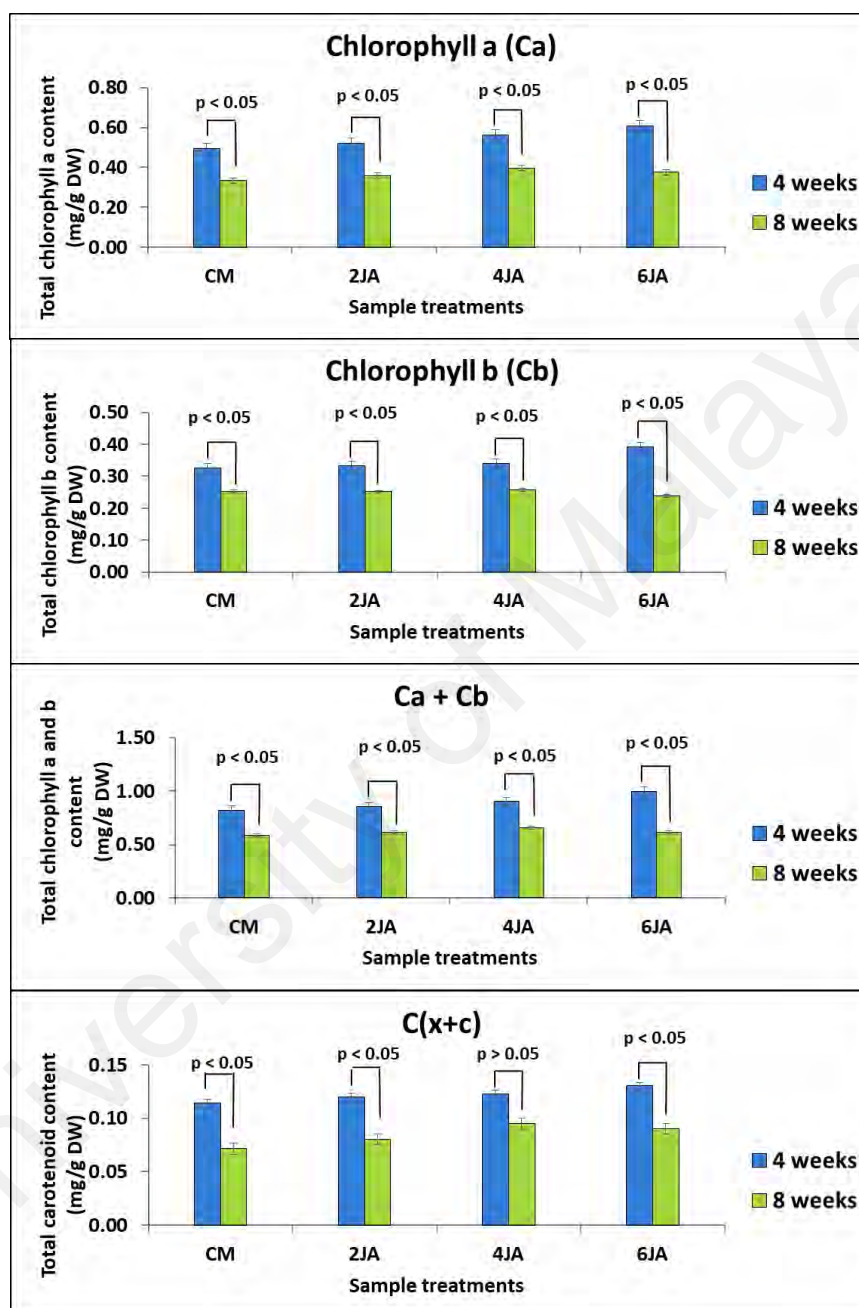 Chlorophyll a (Ca)
Total chlorophyll a content
(mg/g DW)
0.80
0.60
0.40
0.20
0.00
p < 0.05
p < 0.05
p < 0.05
p < 0.05
CM
2JA
4JA
6JA
Sample treatments
4 weeks
8 weeks
Chlorophyll b (Cb)
Total chlorophyll b content
(mg/g DW)
0.50
0.40
0.30
0.20
0.10
0.00
p < 0.05
p < 0.05
p < 0.05
p < 0.05
CM
2JA
4JA
6JA
Sample treatments
4 weeks
8 weeks
Ca + Cb
Total chlorophyll a and b
content
(mg/g DW)
1.50
1.00
0.50
0.00
p < 0.05
p < 0.05
p < 0.05
p < 0.05
CM
2JA
4JA
6JA
Sample treatments
4 weeks
8 weeks
C(x+c)
Total carotenoid content
(mg/g DW)
0.15
0.10
0.05
0.00
p < 0.05
p < 0.05
p > 0.05
p < 0.05
CM
2JA
4JA
6JA
Sample treatments
4 weeks
8 weeks
University of Malaya